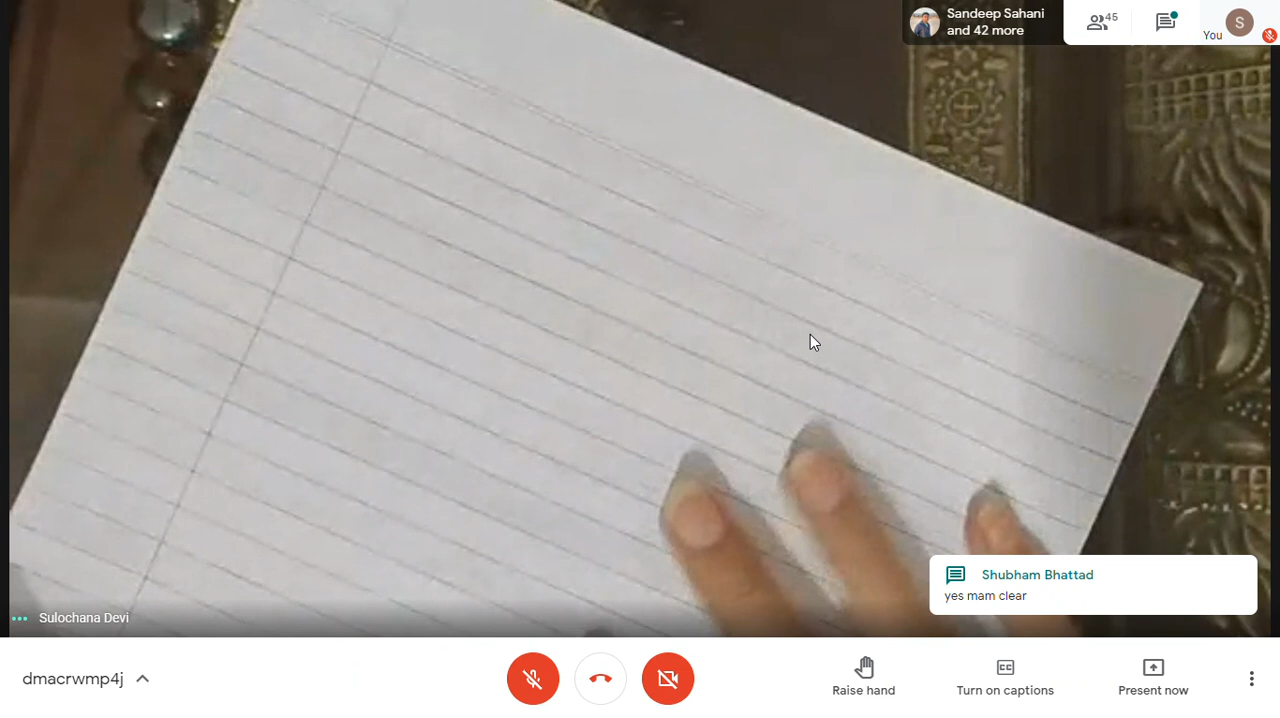 Sandeep Sahani
and 42 more
45
S
You
Shubham Bhattad
yes mam clear
Sulochana Devi
dmacrwmp4j
CC
Raise hand
Turn on captions
Present now